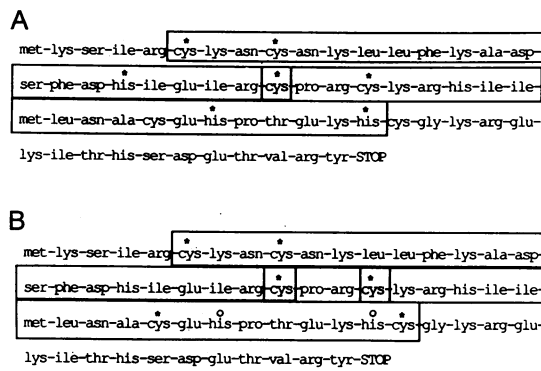 A
met-lys-ser-ile-arg-cys-lys-asn-cys-asn-lys-leu-leu-phe-lys-ala-asp-
ser-phe-asp-his-ile-glu-ile-arg-cys-pro-arg-cys-lys-arg-his-ile-ile-
met-leu-asn-ala-cys-glu-his-pro-thr-glu-lys-his-cys-gly-lys-arg-glu-
lys-ile-thr-his-ser-asp-glu-thr-val-arg-tyr-STOP
B
met-lys-ser-ile-arg-cys-lys-asn-cys-asn-lys-leu-leu-phe-lys-ala-asp-
ser-phe-asp-his-ile-glu-ile-arg-cys-pro-arg-cys-lys-arg-his-ile-ile-
met-leu-asn-ala-cys-glu-his-pro-thr-glu-lys-his-cys-gly-lys-arg-glu-
lys-ile-thr-his-ser-asp-glu-thr-val-arg-tyr-STOP